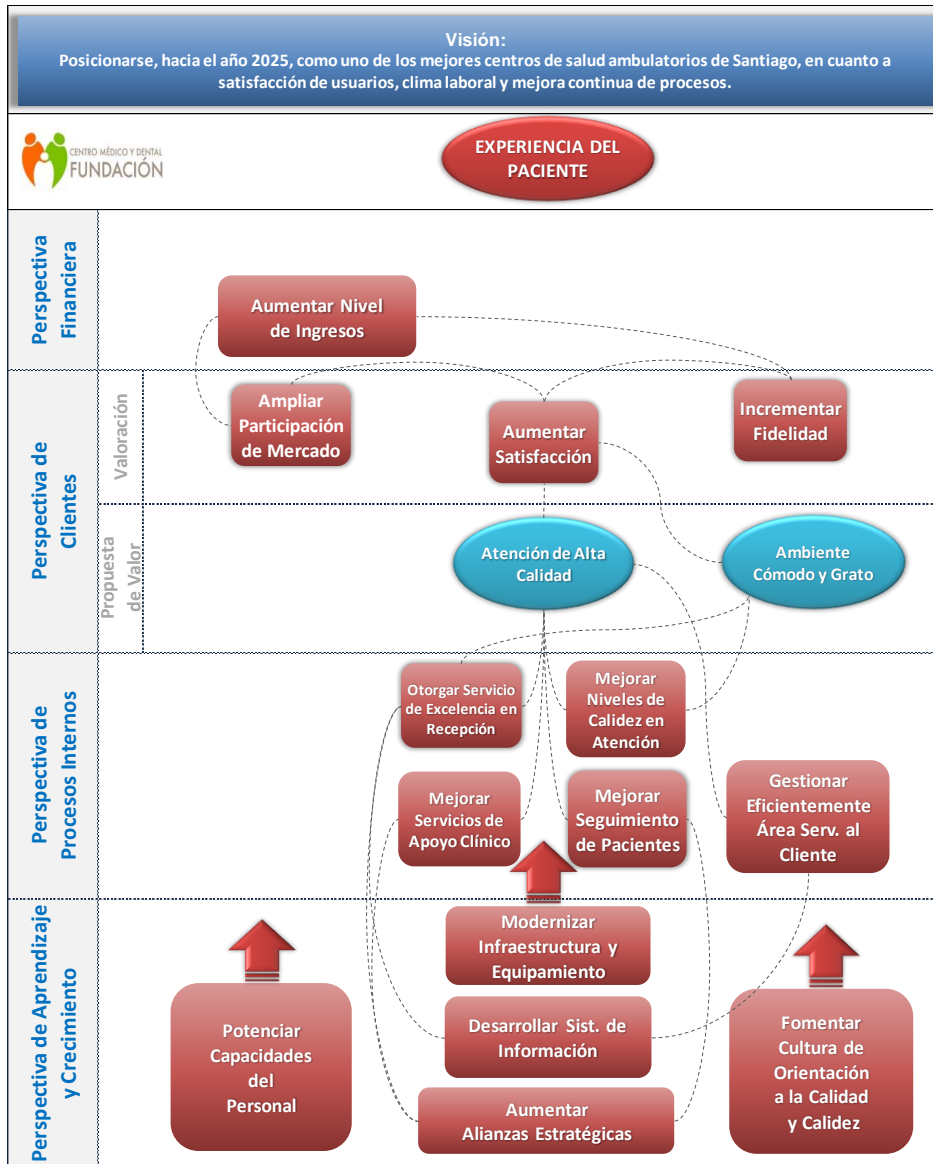 Visión:
Posicionarse, hacia el año 2025, como uno de los mejores centros de salud ambulatorios de Santiago, en cuanto a
satisfacción de usuarios, clima laboral y mejora continua de procesos.
CENTRO MÉDICO Y DENTAL
FUNDACIÓN
EXPERIENCIA DEL
PACIENTE
Perspectiva
Financiera
Aumentar Nivel
de Ingresos
Perspectiva de
Clientes
Valoración
Ampliar
Participación
de Mercado
Aumentar
Satisfacción
Incrementar
Fidelidad
Propuesta
de Valor
Atención de Alta
Calidad
Ambiente
Cómodo y Grato
Perspectiva de
Procesos Internos
Otorgar Servicio
de Excelencia en
Recepción
Mejorar
Niveles de
Calidez en
Atención
Mejorar
Servicios de
Apoyo Clínico
Mejorar
Seguimiento
de Pacientes
Gestionar
Eficientemente
Área Serv. al
Cliente
Perspectiva de Aprendizaje
y Crecimiento
Potenciar
Capacidades
del
Personal
Modernizar
Infraestructura y
Equipamiento
Desarrollar Sist. de
Información
Aumentar
Alianzas Estratégicas
Fomentar
Cultura de
Orientación
a la Calidad
y Calidez